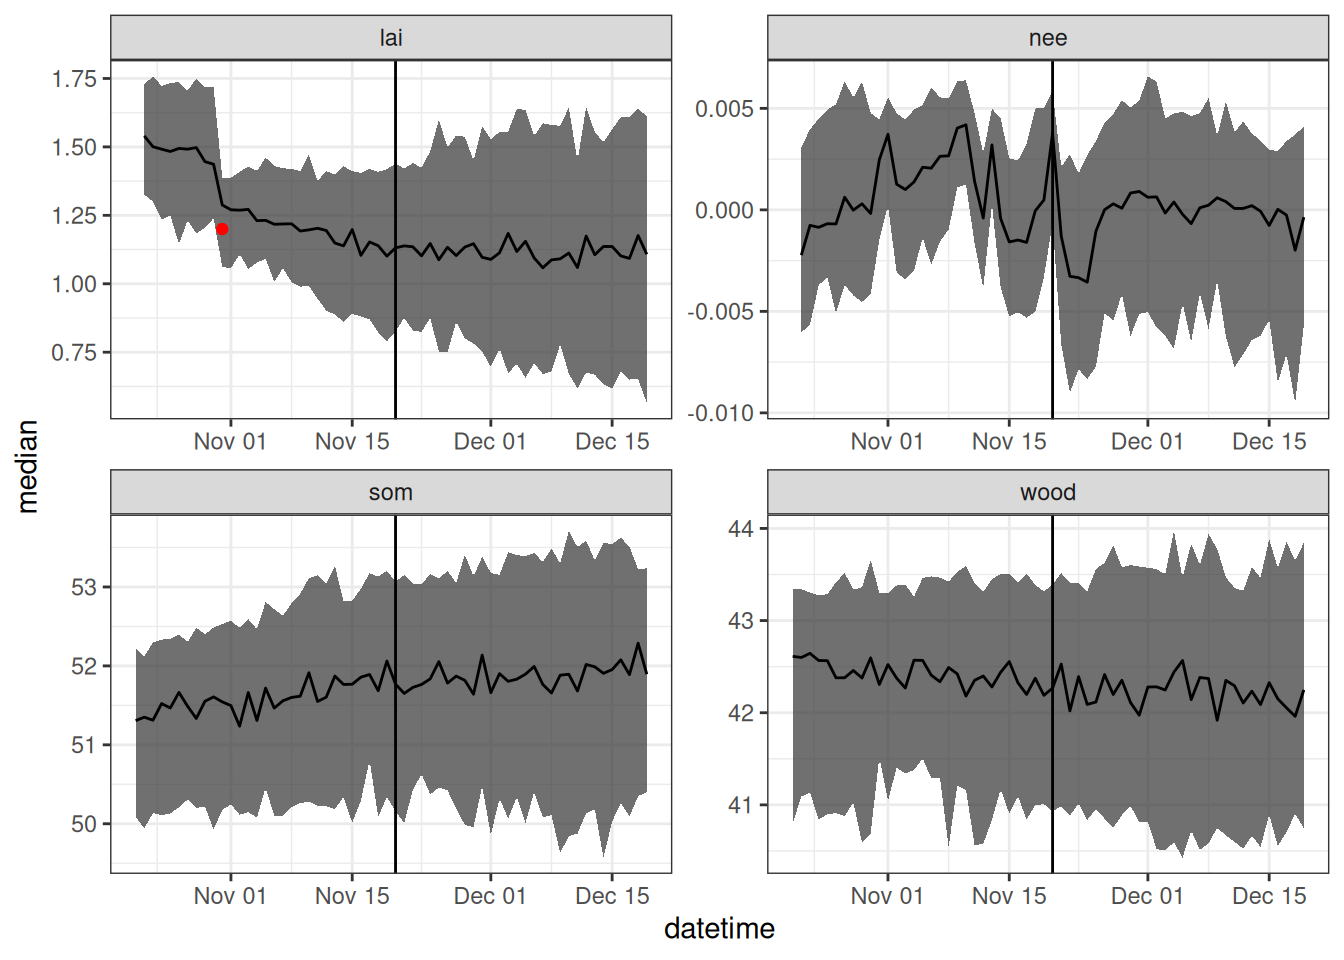 lai
nee
1.75
1.50
1.25
1.00
0.75
0.005
0.000
-0.005
-0.010
Nov 01 Nov 15 Dec 01 Dec 15
Nov 01 Nov 15 Dec 01 Dec 15
median
som
wood
53
52
51
50
44
43
42
41
Nov 01 Nov 15 Dec 01 Dec 15
Nov 01 Nov 15 Dec 01 Dec 15
datetime